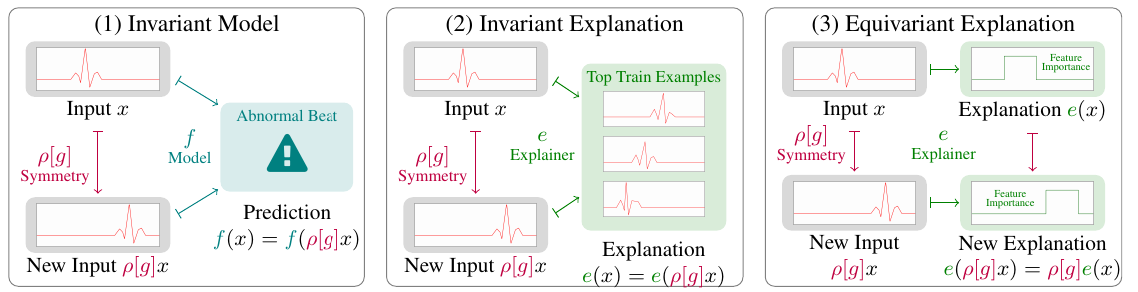 (1) Invariant Model
Input x
ρ[g]
Symmetry
f
Model
Abnormal Beat
New Input ρ[g]x
Prediction
f(x) = f(ρ[g]x)
(2) Invariant Explanation
Input x
ρ[g]
Symmetry
e
Explainer
Top Train Examples
New Input ρ[g]x
Explanation
e(x) = e(ρ[g]x)
(3) Equivariant Explanation
Input x
Feature
Importance
Explanation e(x)
ρ[g]
Symmetry
e
Explainer
New Input
ρ[g]x
Feature
Importance
New Explanation
e(ρ[g]x) = ρ[g]e(x)